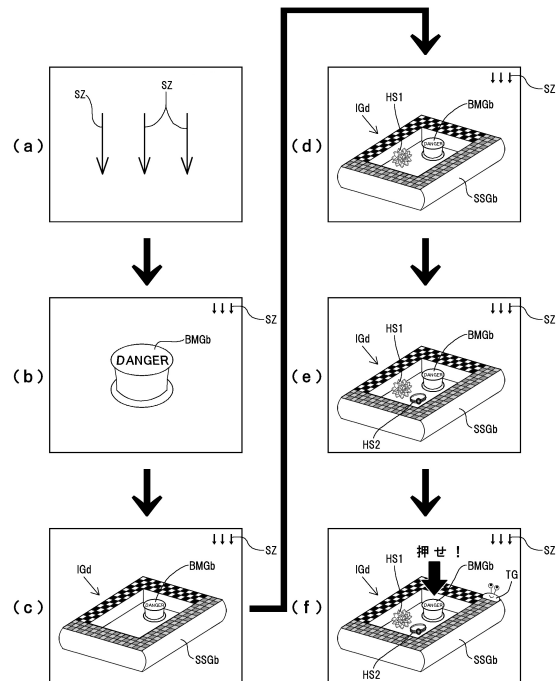 (a)
SZ
SZ
(b)
SZ
BMGb
DANGER
(c)
SZ
BMGb
IGd
DANGER
SSGb
(d)
SZ
HS1
BMGb
IGd
DANGER
SSGb
(e)
SZ
HS1
BMGb
IGd
DANGER
SSGb
HS2
(f)
SZ
押せ！
HS1
BMGb
TG
IGd
DANGER
SSGb
HS2